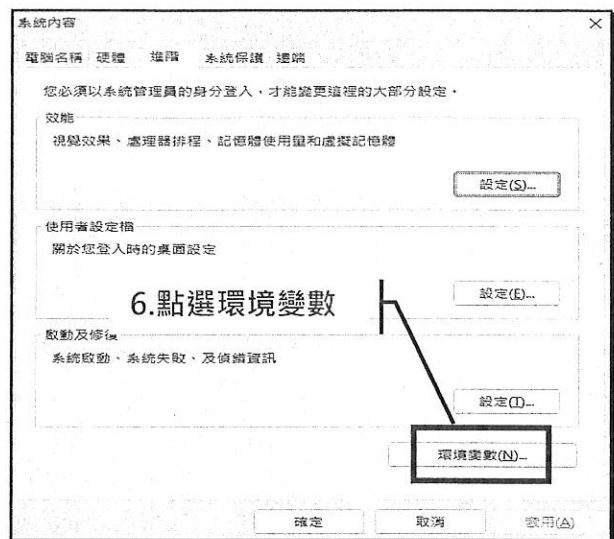 系統內容
電腦名稱 硬體 進階 系統保護 遠端
您必須以系統管理員的身分登入，才能變更這裡的大部分設定。
效能
視覺效果、處理器排程、記憶體使用量和虛擬記憶體
設定(S)...
使用者設定檔
關於您登入時的桌面設定
設定(E)...
6.點選環境變數
啟動及修復
系統啟動、系統失敗、及偵錯資訊
設定(T)...
環境變數(N)...
確定 取消 套用(A)